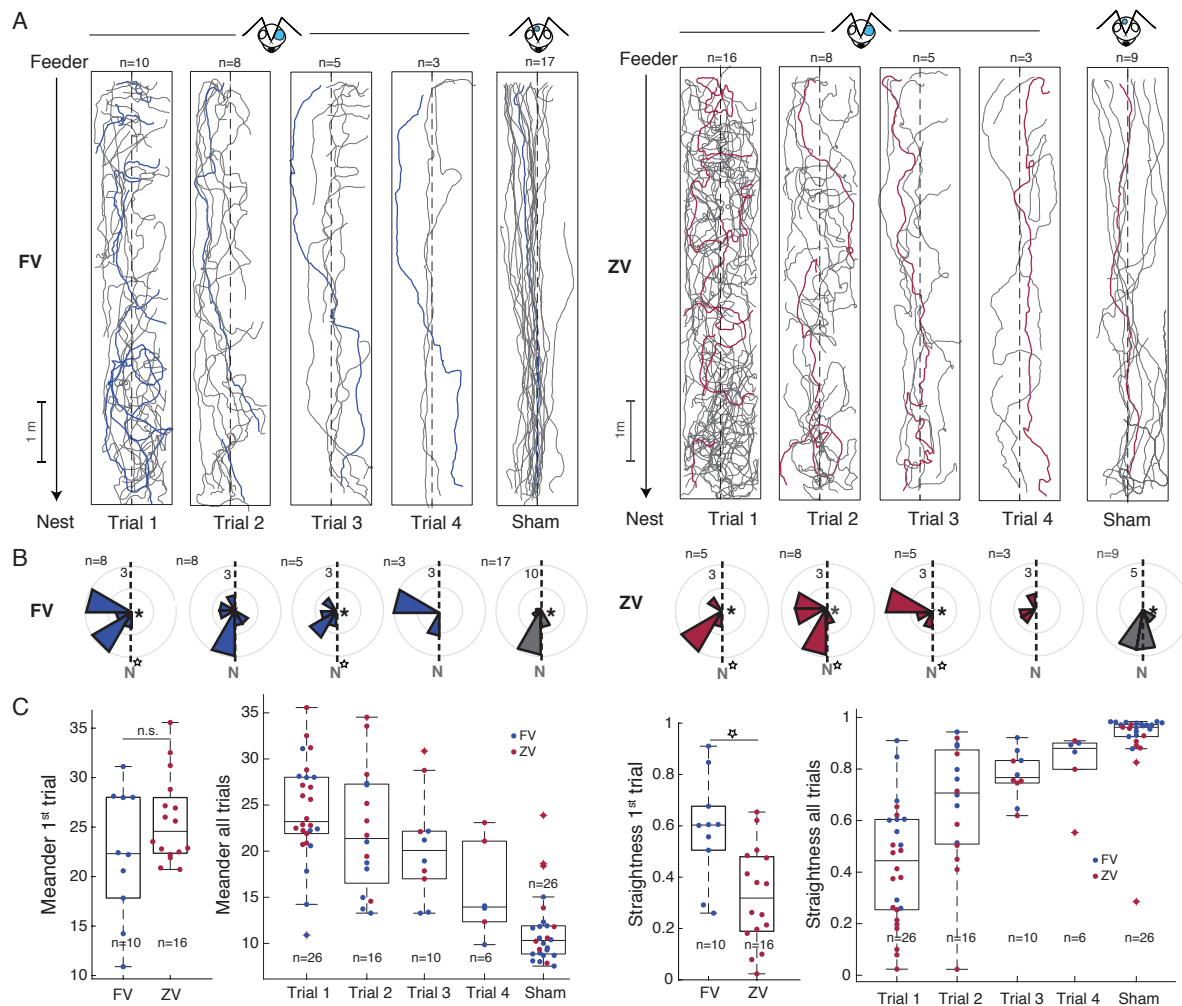 A
Feeder
n=10
n=8
n=5
n=3
n=17
FV
1 m
Nest
Trial 1
Trial 2
Trial 3
Trial 4
Sham
Feeder
n=16
n=8
n=5
n=3
n=9
ZV
1m
Nest
Trial 1
Trial 2
Trial 3
Trial 4
Sham
B
FV
n=8
3
*
N
n=8
3
N
n=5
3
*
N
n=3
3
N
n=17
10
*
N
ZV
n=5
3
*
N
n=8
3
*
N
n=5
3
*
N
n=3
3
N
n=9
5
*
N
C
Meander 1st trial
35
30
25
20
15
10
n.s.
n=10
n=16
FV
ZV
Meander all trials
35
30
25
20
15
10
FV
ZV
n=26
n=16
n=10
n=6
n=26
Trial 1
Trial 2
Trial 3
Trial 4
Sham
Straightness 1st trial
1
0.8
0.6
0.4
0.2
0
n=10
n=16
FV
ZV
Straightness all trials
1
0.8
0.6
0.4
0.2
0
FV
ZV
n=26
n=16
n=10
n=6
n=26
Trial 1
Trial 2
Trial 3
Trial 4
Sham